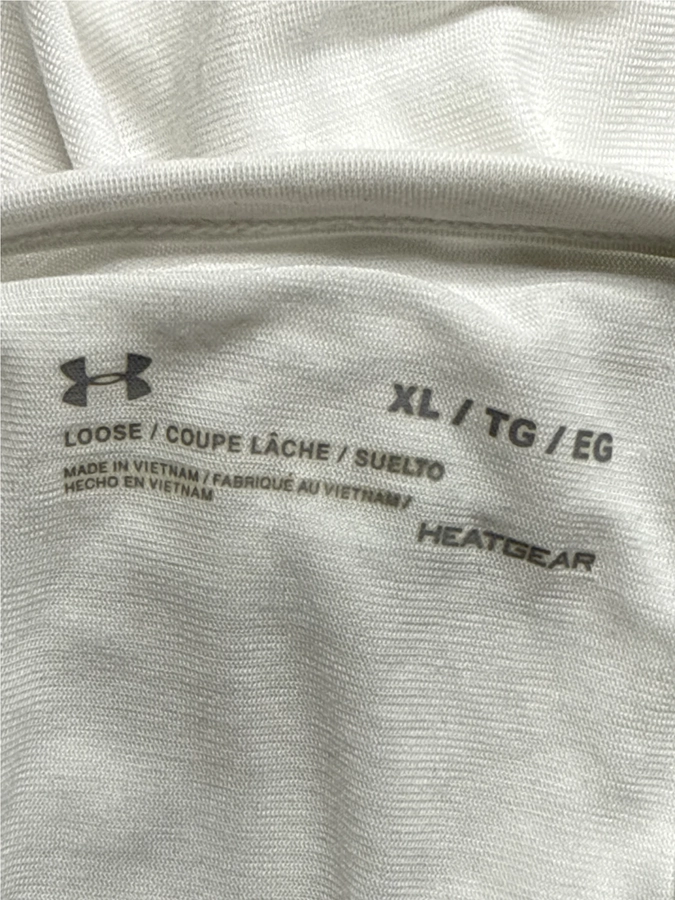 XL / TG / EG
LOOSE / COUPE LÂCHE / SUELTO
MADE IN VIETNAM / FABRIQUÉ AU VIETNAM /
HECHO EN VIETNAM
HEATGEAR